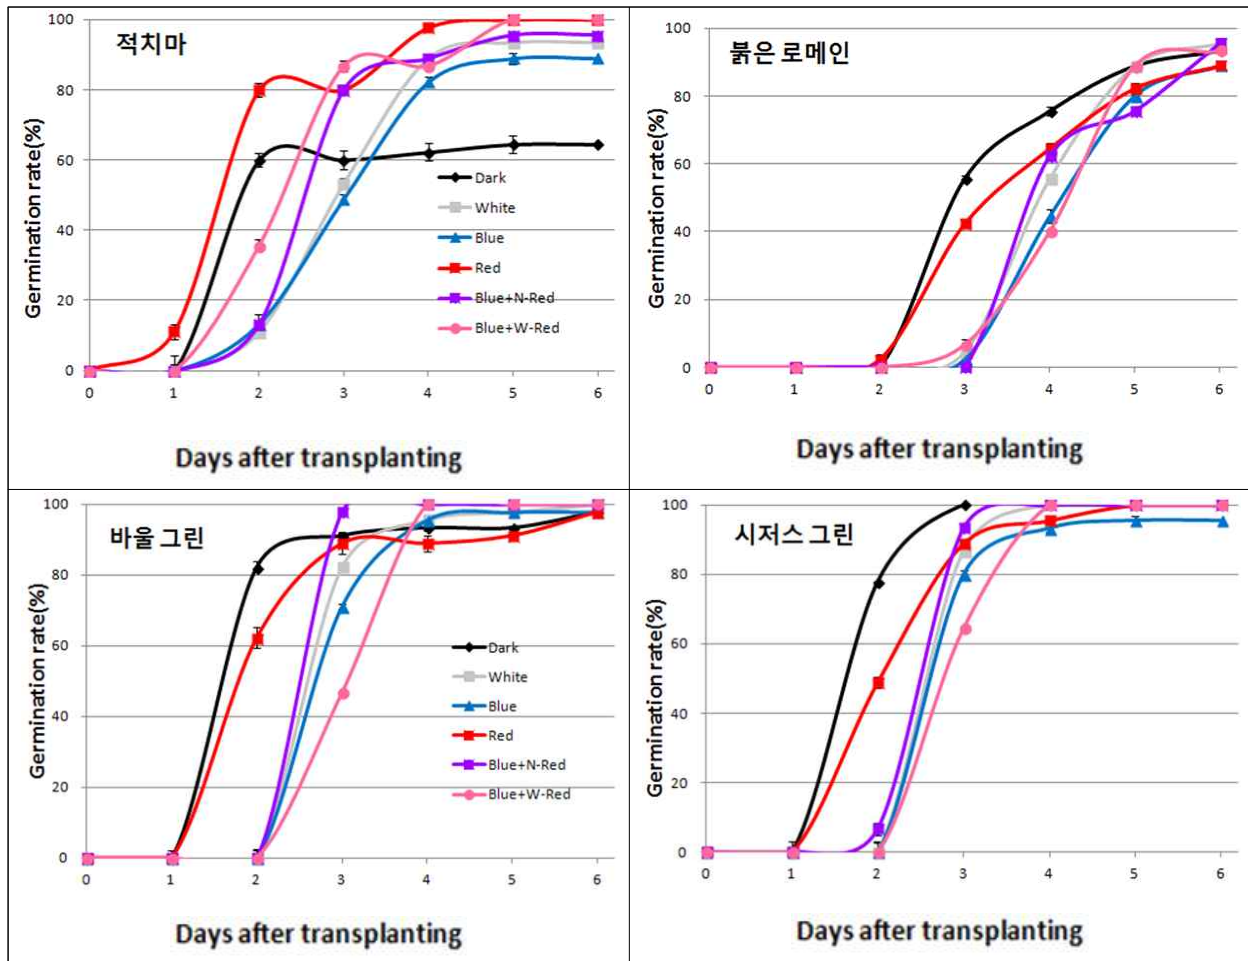 적치마
Germination rate(%)
100
80
60
40
20
0
Dark
White
Blue
Red
Blue+N-Red
Blue+W-Red
0 1 2 3 4 5 6
Days after transplanting
붉은 로메인
Germination rate(%)
100
80
60
40
20
0
0 1 2 3 4 5 6
Days after transplanting
바울 그린
Germination rate(%)
100
80
60
40
20
0
Dark
White
Blue
Red
Blue+N-Red
Blue+W-Red
0 1 2 3 4 5 6
Days after transplanting
시저스 그린
Germination rate(%)
100
80
60
40
20
0
0 1 2 3 4 5 6
Days after transplanting